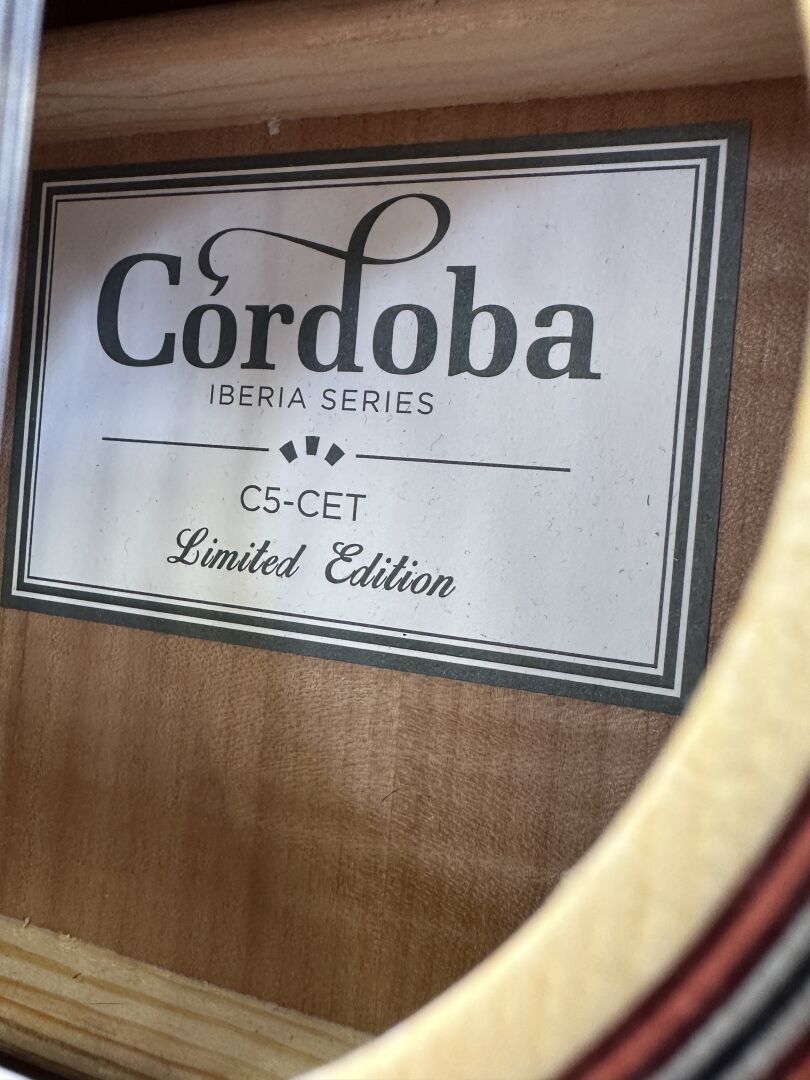 Córdoba
IBERIA SERIES
C5-CET
Limited Edition